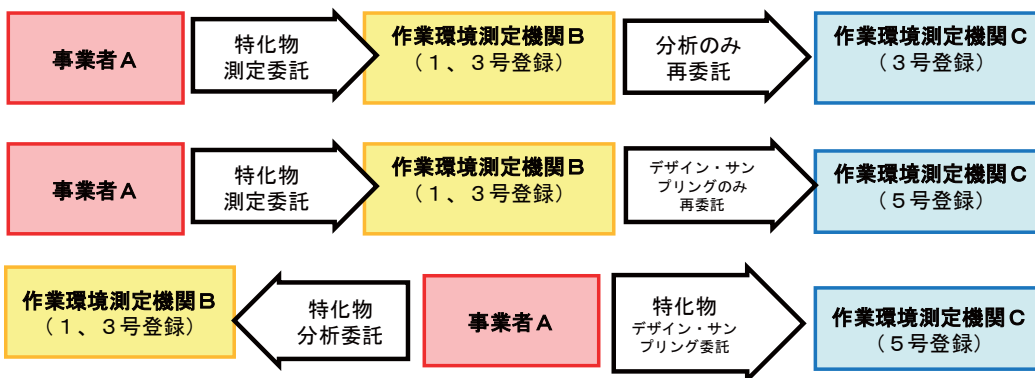 事業者A
特化物
測定委託
作業環境測定機関B
（1、3号登録）
分析のみ
再委託
作業環境測定機関C
（3号登録）
事業者A
特化物
測定委託
作業環境測定機関B
（1、3号登録）
デザイン・サン
プリングのみ
再委託
作業環境測定機関C
（5号登録）
作業環境測定機関B
（1、3号登録）
特化物
分析委託
事業者A
特化物
デザイン・サン
プリング委託
作業環境測定機関C
（5号登録）